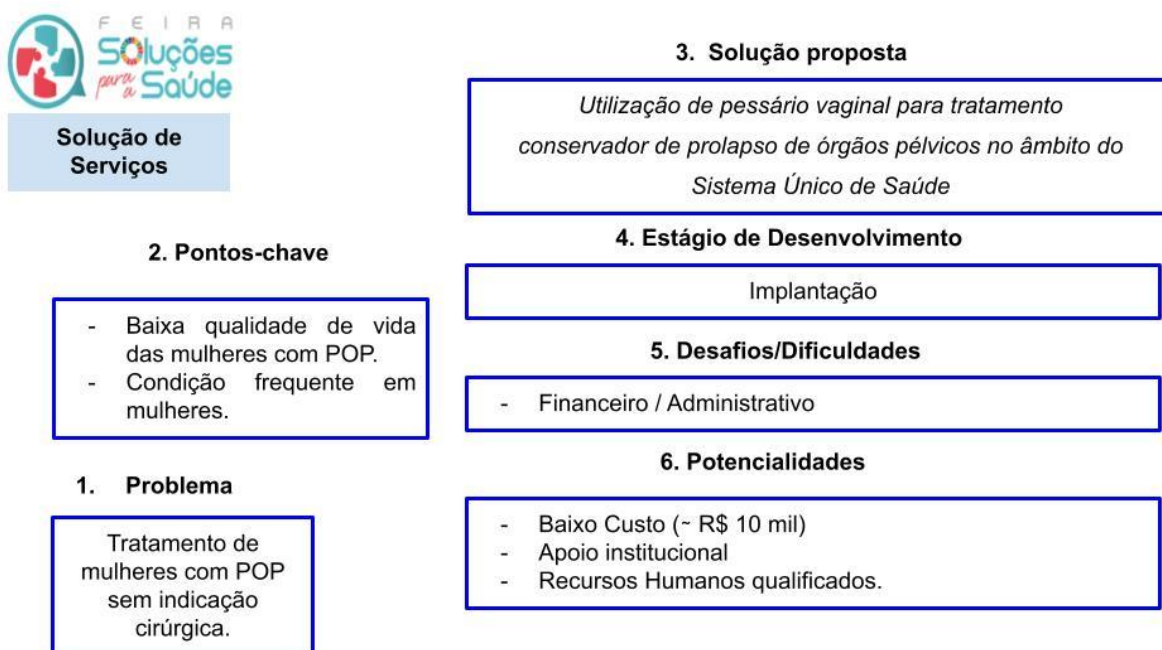 FEIRA
Soluções
para
a
Saúde
Solução de
Serviços
2. Pontos-chave
- Baixa qualidade de vida
das mulheres com POP.
- Condição frequente em
mulheres.
1. Problema
Tratamento de
mulheres com POP
sem indicação
cirúrgica.
3. Solução proposta
Utilização de pessário vaginal para tratamento
conservador de prolapso de órgãos pélvicos no âmbito do
Sistema Único de Saúde
4. Estágio de Desenvolvimento
Implantação
5. Desafios/Dificuldades
- Financeiro / Administrativo
6. Potencialidades
- Baixo Custo (~ R$ 10 mil)
- Apoio institucional
- Recursos Humanos qualificados.